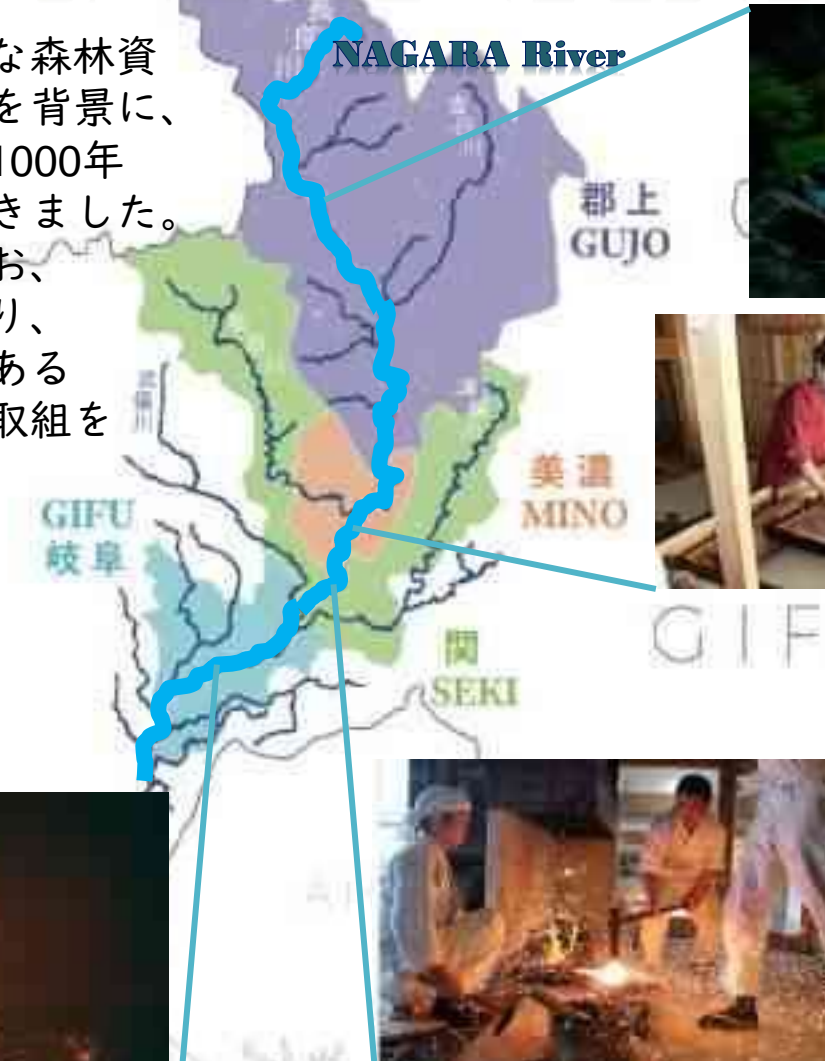 NAGARA River
な森林資
を背景に、
1000年
きました。
お、
り、
ある
取組を
郡上
GUJO
美濃
MINO
GIFU
岐阜
関
SEKI
GIF